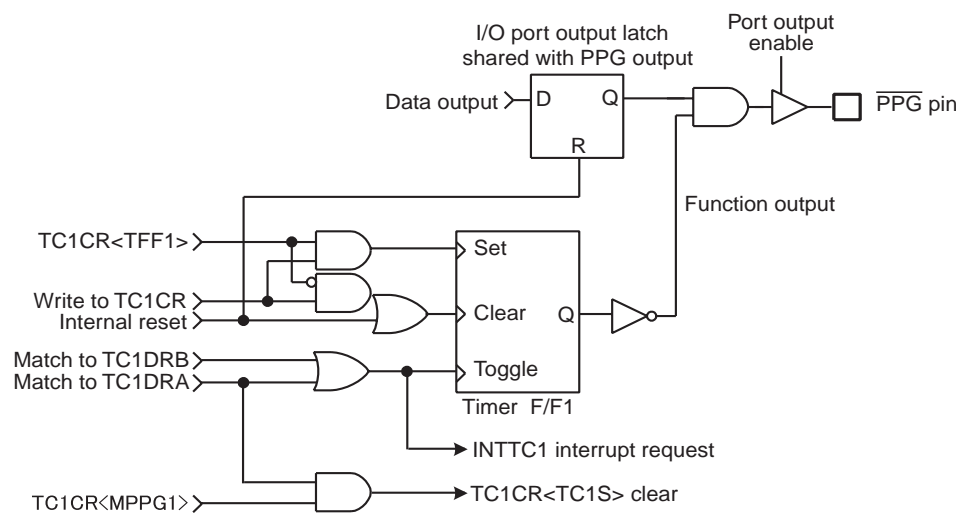 I/O port output latch
shared with PPG output
Port output
enable
Data output
D
Q
R
PPG pin
Function output
TC1CR<TFF1>
Set
Write to TC1CR
Internal reset
Clear
Q
Match to TC1DRB
Match to TC1DRA
Toggle
Timer F/F1
INTTC1 interrupt request
TC1CR<TC1S> clear
TC1CR<MPPG1>